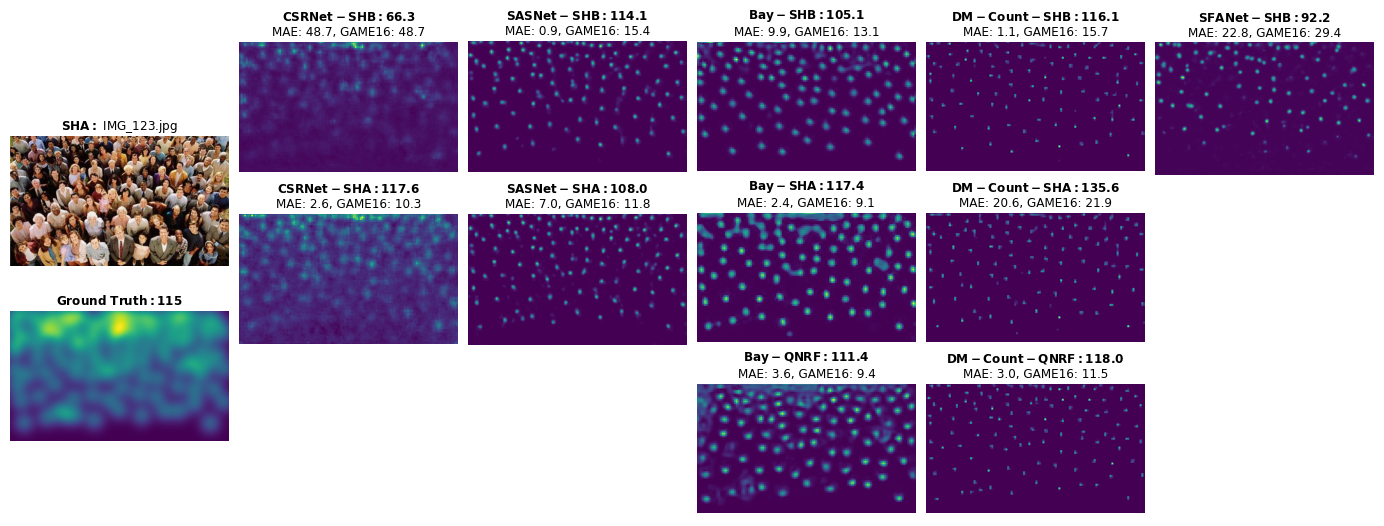 SHA: IMG_123.jpg
Ground Truth: 115
CSRNet − SHB: 66.3
MAE: 48.7, GAME16: 48.7
SASNet − SHB: 114.1
MAE: 0.9, GAME16: 15.4
Bay − SHB: 105.1
MAE: 9.9, GAME16: 13.1
DM − Count − SHB: 116.1
MAE: 1.1, GAME16: 15.7
SFANet − SHB: 92.2
MAE: 22.8, GAME16: 29.4
CSRNet − SHA: 117.6
MAE: 2.6, GAME16: 10.3
SASNet − SHA: 108.0
MAE: 7.0, GAME16: 11.8
Bay − SHA: 117.4
MAE: 2.4, GAME16: 9.1
DM − Count − SHA: 135.6
MAE: 20.6, GAME16: 21.9
Bay − QNRF: 111.4
MAE: 3.6, GAME16: 9.4
DM − Count − QNRF: 118.0
MAE: 3.0, GAME16: 11.5